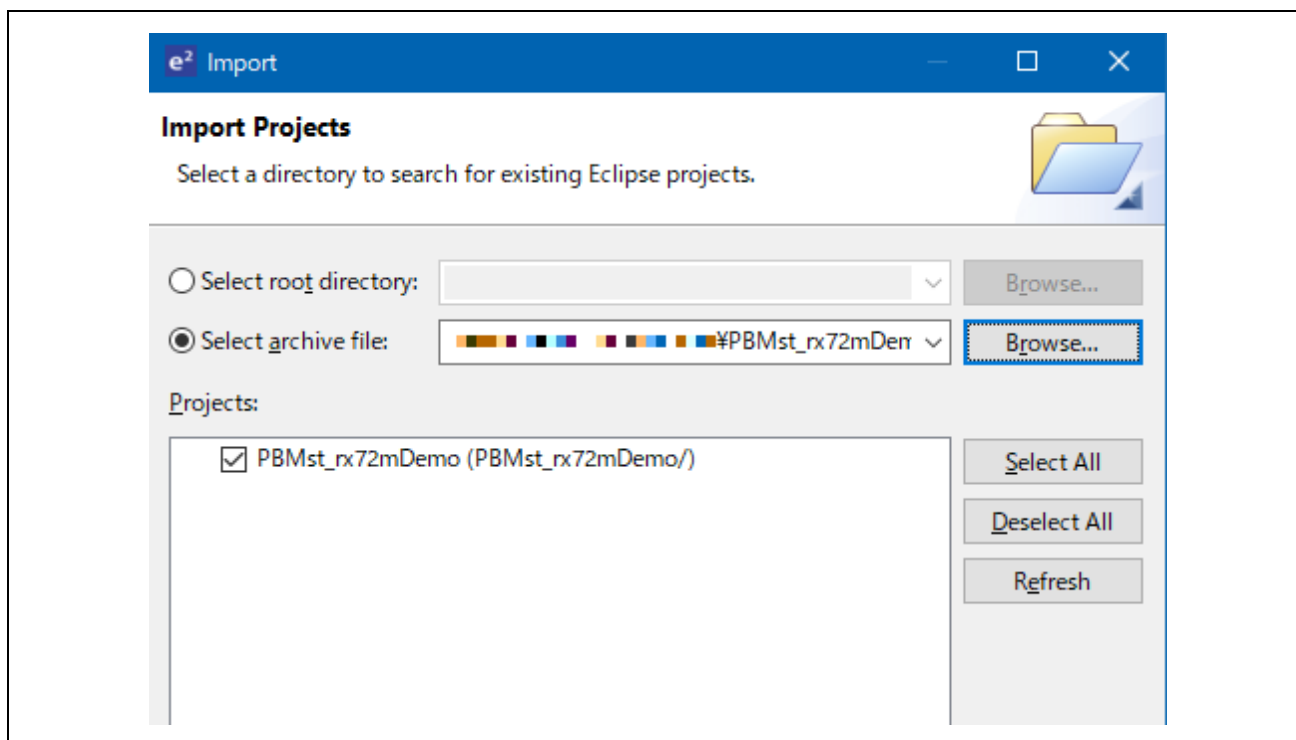 e² Import
Import Projects
Select a directory to search for existing Eclipse projects.
Select root directory: Browse...
Select archive file: ¥PBMst_rx72mDem Browse...
Projects:
PBMst_rx72mDemo (PBMst_rx72mDemo/)
Select All
Deselect All
Refresh